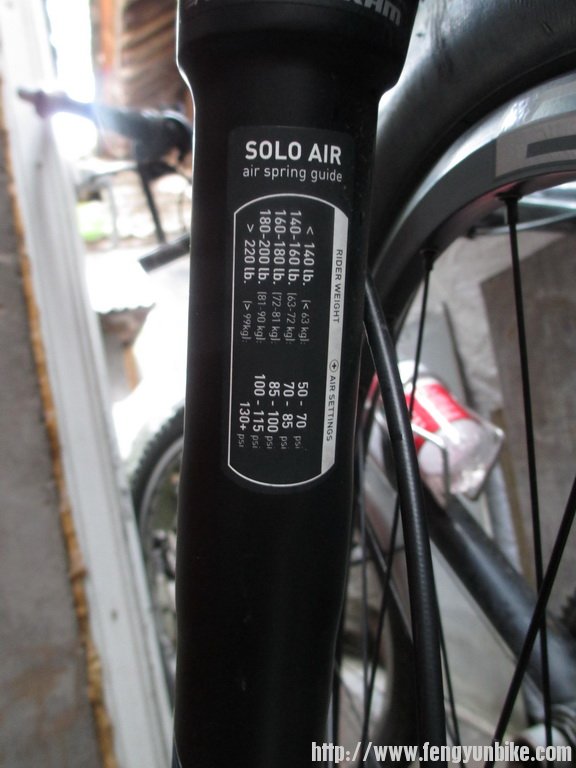 SOLO AIR
air spring guide
RIDER WEIGHT + AIR SETTINGS
< 140 lb. (< 63 kg): 50 - 70 psi
140-160 lb. (63-72 kg): 70 - 85 psi
160-180 lb. (72-81 kg): 85 - 100 psi
180-200 lb. (81-90 kg): 100 - 115 psi
> 220 lb. (> 99kg): 130+ psi
http://www.fengyunbike.com